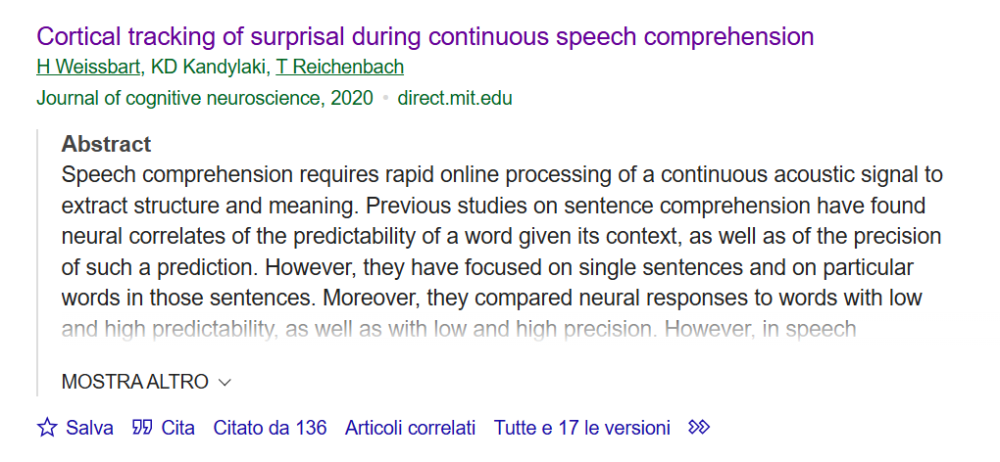 Cortical tracking of surprisal during continuous speech comprehension
H Weissbart, KD Kandylaki, T Reichenbach
Journal of cognitive neuroscience, 2020 • direct.mit.edu
Abstract
Speech comprehension requires rapid online processing of a continuous acoustic signal to
extract structure and meaning. Previous studies on sentence comprehension have found
neural correlates of the predictability of a word given its context, as well as of the precision
of such a prediction. However, they have focused on single sentences and on particular
words in those sentences. Moreover, they compared neural responses to words with low
and high predictability, as well as with low and high precision. However, in speech
MOSTRA ALTRO
Salva Cita Citato da 136 Articoli correlati Tutte e 17 le versioni